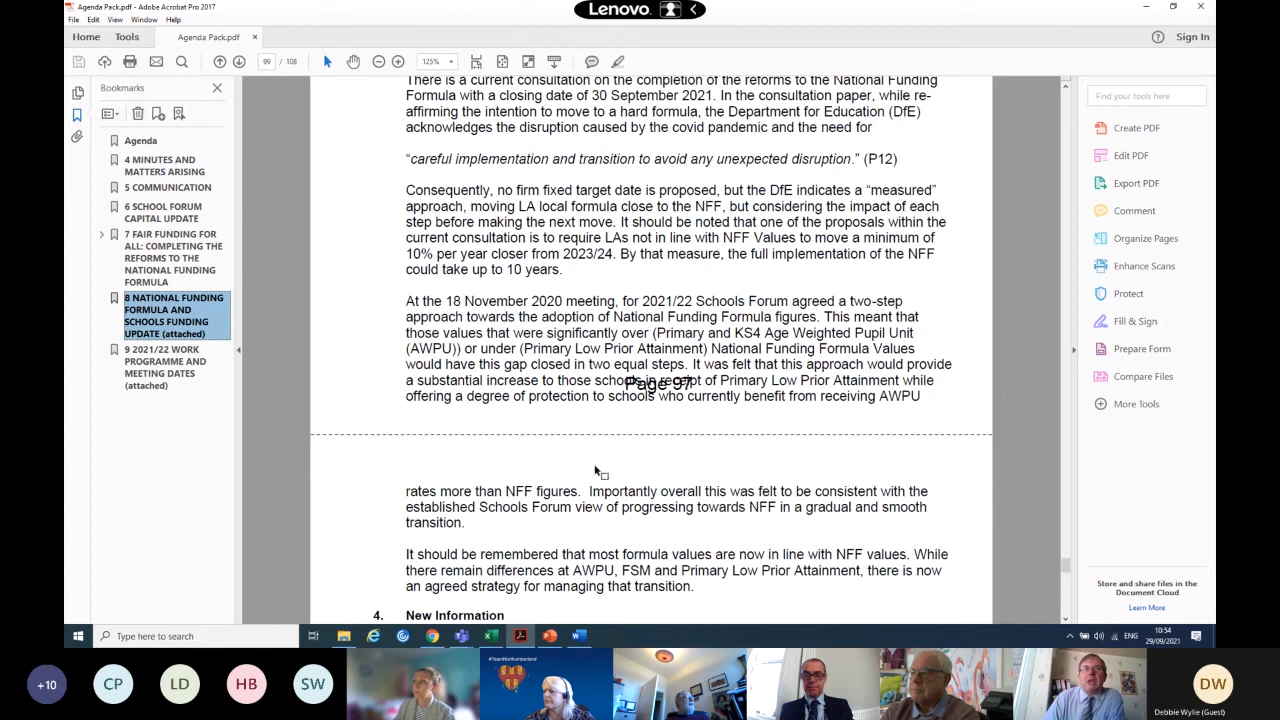 Agenda Pack.pdf - Adobe Acrobat Pro 2017
Lenovo
File Edit View Window Help
Home Tools Agenda Pack.pdf × Sign In
99 / 108 125%
Bookmarks
Agenda
4 MINUTES AND
MATTERS ARISING
5 COMMUNICATION
6 SCHOOL FORUM
CAPITAL UPDATE
7 FAIR FUNDING FOR
ALL: COMPLETING THE
REFORMS TO THE
NATIONAL FUNDING
FORMULA
8 NATIONAL FUNDING
FORMULA AND
SCHOOLS FUNDING
UPDATE (attached)
9 2021/22 WORK
PROGRAMME AND
MEETING DATES
(attached)
There is a current consultation on the completion of the reforms to the National Funding
Formula with a closing date of 30 September 2021. In the consultation paper, while re-
affirming the intention to move to a hard formula, the Department for Education (DfE)
acknowledges the disruption caused by the covid pandemic and the need for
“careful implementation and transition to avoid any unexpected disruption.” (P12)
Consequently, no firm fixed target date is proposed, but the DfE indicates a “measured”
approach, moving LA local formula close to the NFF, but considering the impact of each
step before making the next move. It should be noted that one of the proposals within the
current consultation is to require LAs not in line with NFF Values to move a minimum of
10% per year closer from 2023/24. By that measure, the full implementation of the NFF
could take up to 10 years.
At the 18 November 2020 meeting, for 2021/22 Schools Forum agreed a two-step
approach towards the adoption of National Funding Formula figures. This meant that
those values that were significantly over (Primary and KS4 Age Weighted Pupil Unit
(AWPU)) or under (Primary Low Prior Attainment) National Funding Formula Values
would have this gap closed in two equal steps. It was felt that this approach would provide
a substantial increase to those schools in receipt of Primary Low Prior Attainment while
Page 97
offering a degree of protection to schools who currently benefit from receiving AWPU
rates more than NFF figures. Importantly overall this was felt to be consistent with the
established Schools Forum view of progressing towards NFF in a gradual and smooth
transition.
It should be remembered that most formula values are now in line with NFF values. While
there remain differences at AWPU, FSM and Primary Low Prior Attainment, there is now
an agreed strategy for managing that transition.
4. New Information
Find your tools here
Create PDF
Edit PDF
Export PDF
Comment
Organize Pages
Enhance Scans
Protect
Fill & Sign
Prepare Form
Compare Files
More Tools
Store and share files in the
Document Cloud
Learn More
Type here to search
ENG
10:54
29/09/2021
+10 CP LD HB SW
#TeamNorthumberland
DW
Debbie Wylie (Guest)